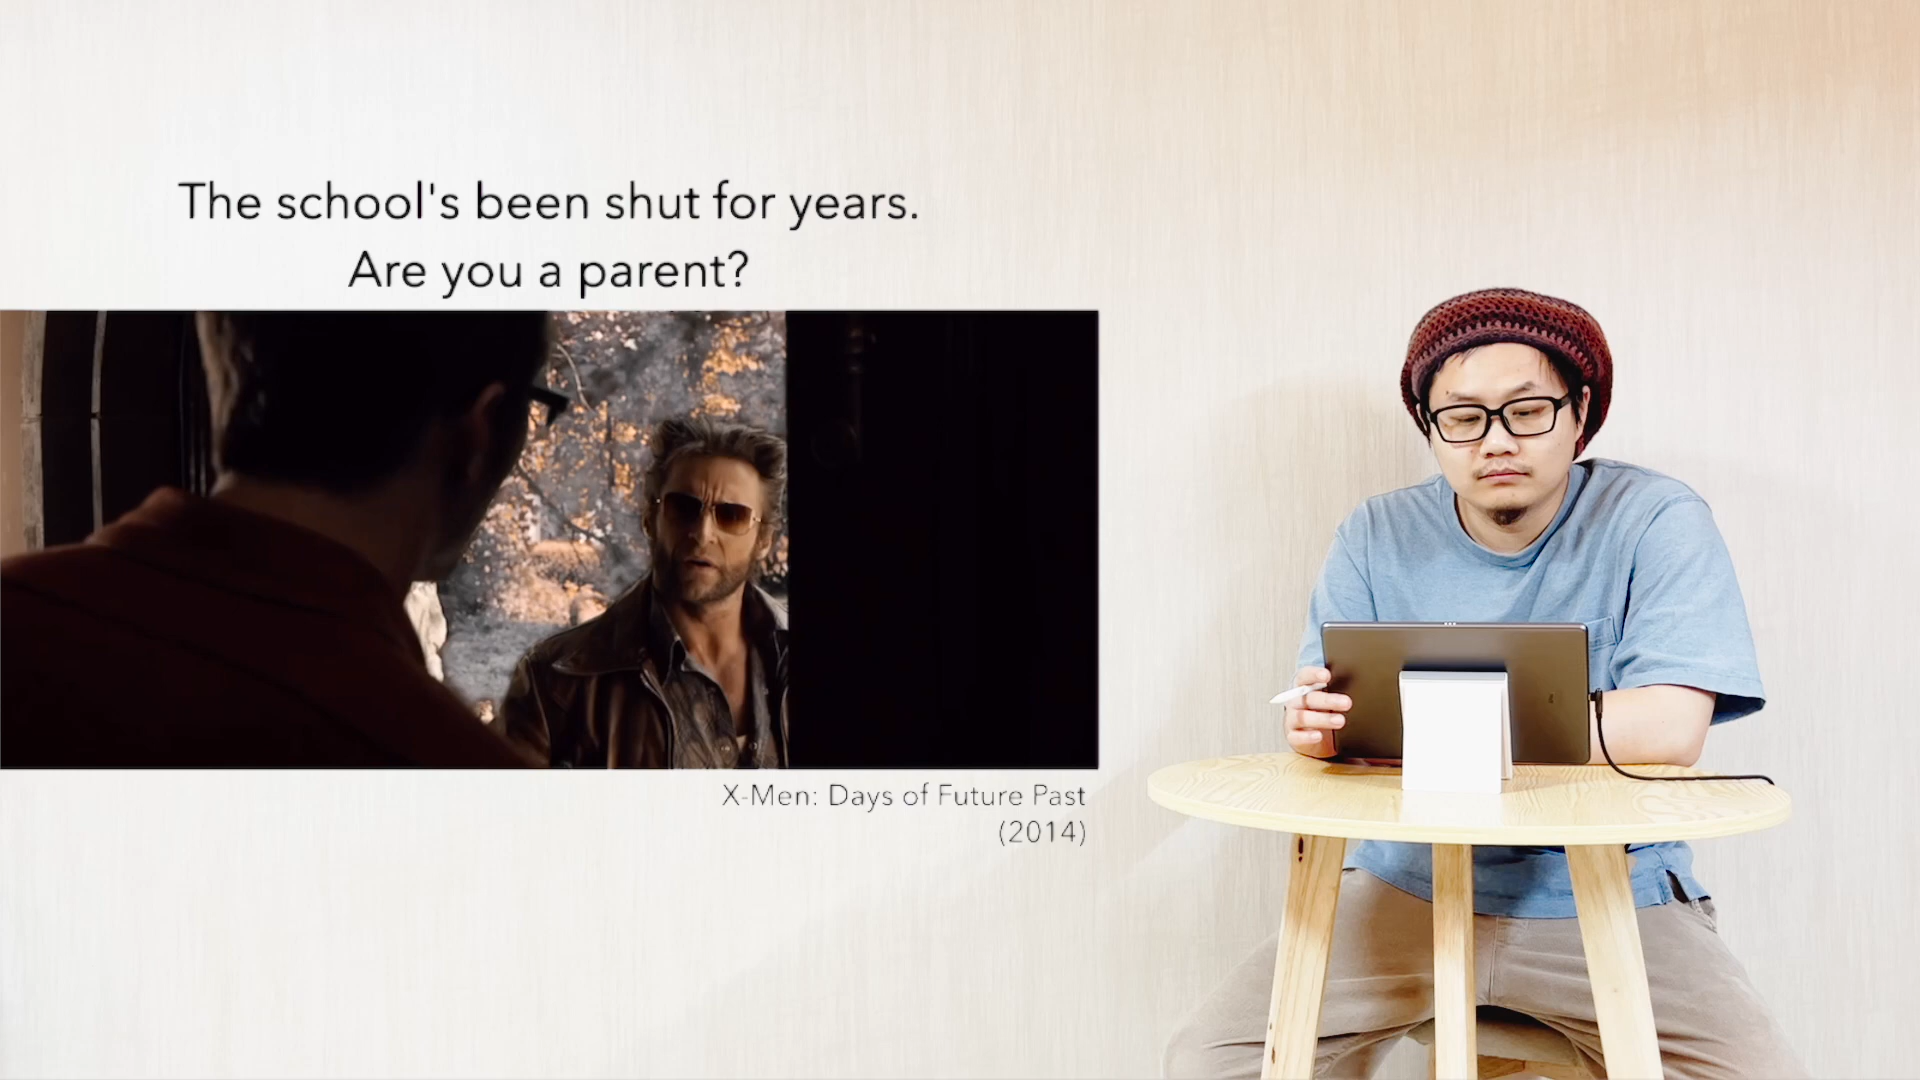 The school's been shut for years.
Are you a parent?
X-Men: Days of Future Past
(2014)